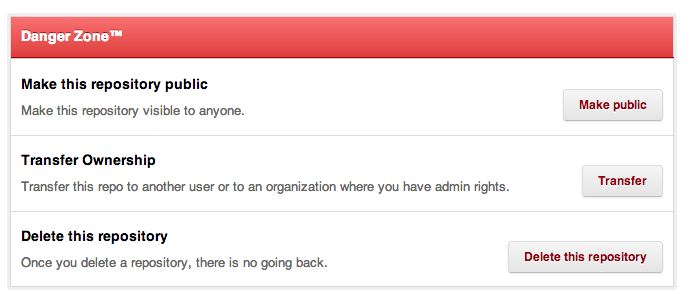 Danger Zone™
Make this repository public
Make this repository visible to anyone.
Make public
Transfer Ownership
Transfer this repo to another user or to an organization where you have admin rights.
Transfer
Delete this repository
Once you delete a repository, there is no going back.
Delete this repository